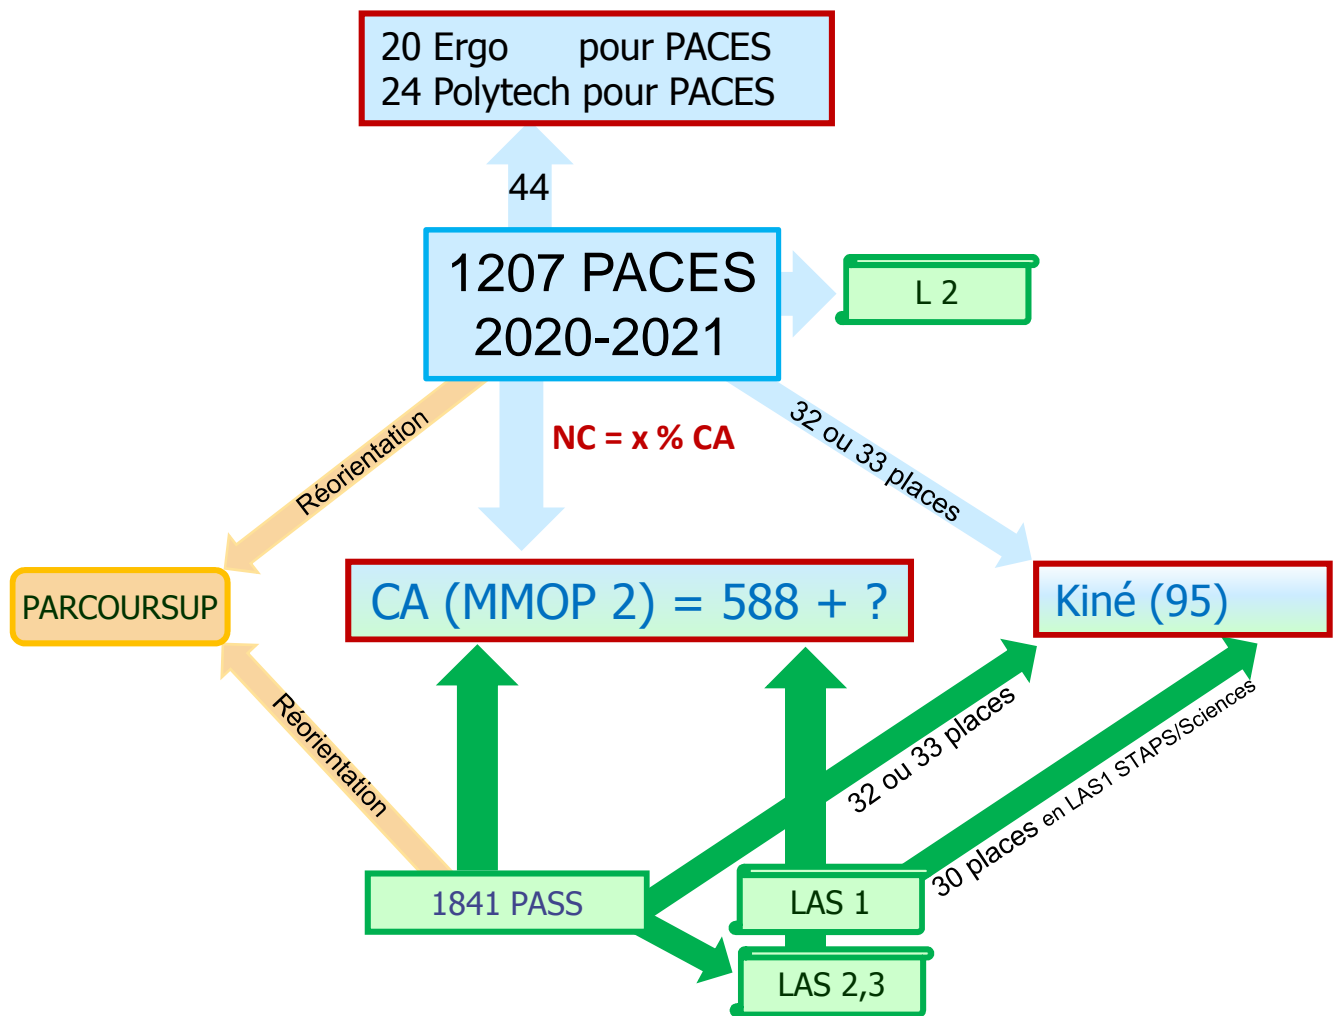 20 Ergo pour PACES
24 Polytech pour PACES
44
1207 PACES
2020-2021
L 2
Réorientation
NC = x % CA
32 ou 33 places
PARCOURSUP
CA (MMOP 2) = 588 + ?
Kiné (95)
Réorientation
32 ou 33 places
30 places en LAS1 STAPS/Sciences
1841 PASS
LAS 1
LAS 2,3